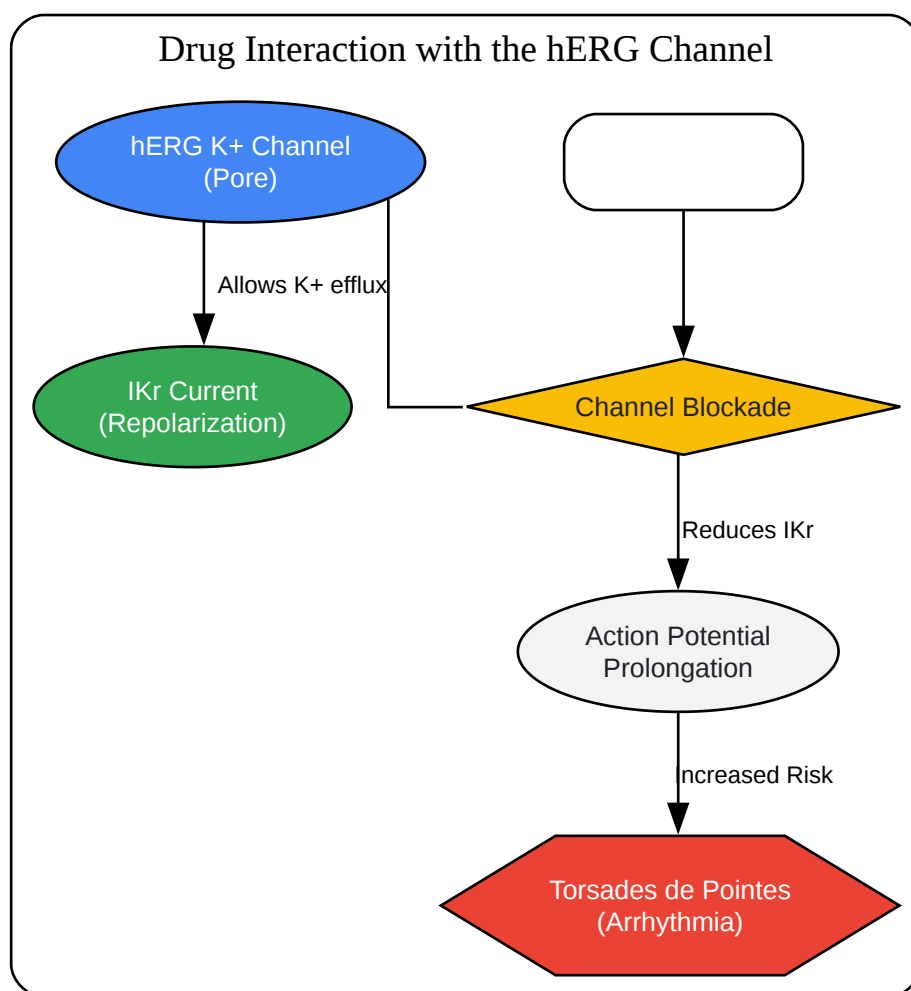 Drug Interaction with the hERG Channel
hERG K+ Channel
(Pore)
Allows K+ efflux
IKr Current
(Repolarization)
Channel Blockade
Reduces IKr
Action Potential
Prolongation
Increased Risk
Torsades de Pointes
(Arrhythmia)